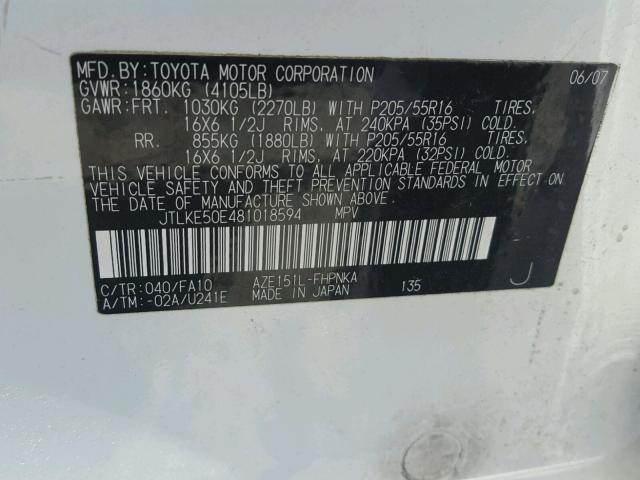 MFD. BY: TOYOTA MOTOR CORPORATION 06/07
GVWR: 1860KG (4105LB)
GAWR: FRT. 1030KG (2270LB) WITH P205/55R16 TIRES,
16X6 1/2J RIMS, AT 240KPA (35PSI) COLD.
RR. 855KG (1880LB) WITH P205/55R16 TIRES,
16X6 1/2J RIMS, AT 220KPA (32PSI) COLD.
THIS VEHICLE CONFORMS TO ALL APPLICABLE FEDERAL MOTOR
VEHICLE SAFETY AND THEFT PREVENTION STANDARDS IN EFFECT ON
THE DATE OF MANUFACTURE SHOWN ABOVE.
JTLKE50E481018594 MPV
C/TR: 040/FA10 AZE151L-FHPNKA 135 J
A/TM: -02A/U241E MADE IN JAPAN